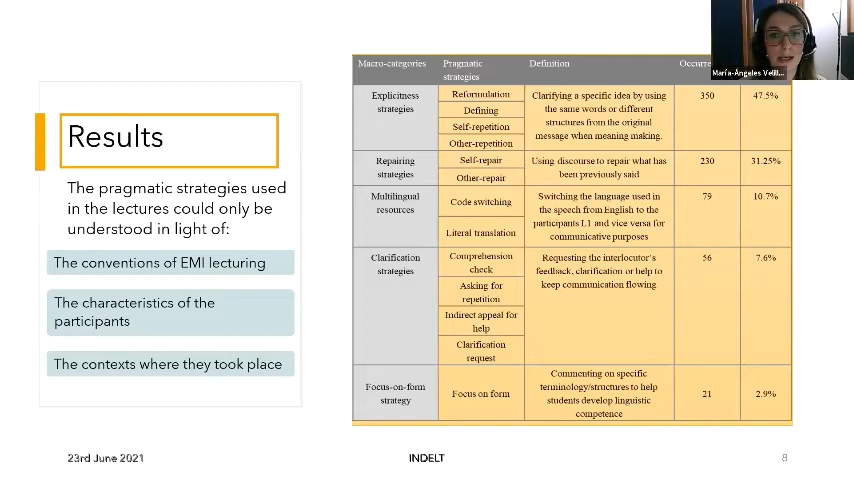 Results
The pragmatic strategies used
in the lectures could only be
understood in light of:
The conventions of EMI lecturing
The characteristics of the
participants
The contexts where they took place
Macro-categories
Pragmatic
strategies
Definition
Explicitness
strategies
Reformulation
Defining
Self-repetition
Other-repetition
Clarifying a specific idea by using
the same words or different
structures from the original
message when meaning making.
350
47.5%
Repairing
strategies
Self-repair
Other-repair
Using discourse to repair what has
been previously said
230
31.25%
Multilingual
resources
Code switching
Literal translation
Switching the language used in
the speech from English to the
participants L1 and vice versa for
communicative purposes
79
10.7%
Clarification
strategies
Comprehension
check
Asking for
repetition
Indirect appeal for
help
Clarification
request
Requesting the interlocutor's
feedback, clarification or help to
keep communication flowing
56
7.6%
Focus-on-form
strategy
Focus on form
Commenting on specific
terminology/structures to help
students develop linguistic
competence
21
2.9%
María-Ángeles Velill...
23rd June 2021
INDELT
8